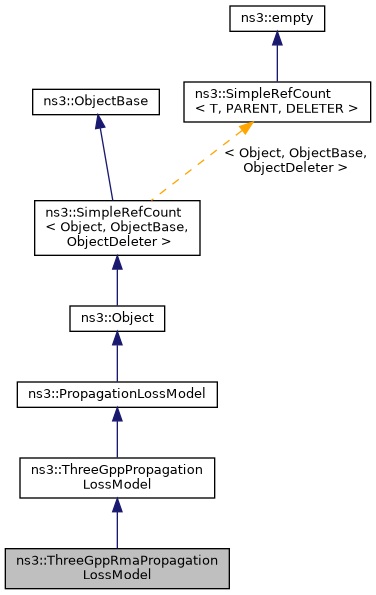 ns3::empty
ns3::SimpleRefCount
< T, PARENT, DELETER >
ns3::ObjectBase
< Object, ObjectBase,
ObjectDeleter >
ns3::SimpleRefCount
< Object, ObjectBase,
ObjectDeleter >
ns3::Object
ns3::PropagationLossModel
ns3::ThreeGppPropagation
LossModel
ns3::ThreeGppRmaPropagation
LossModel